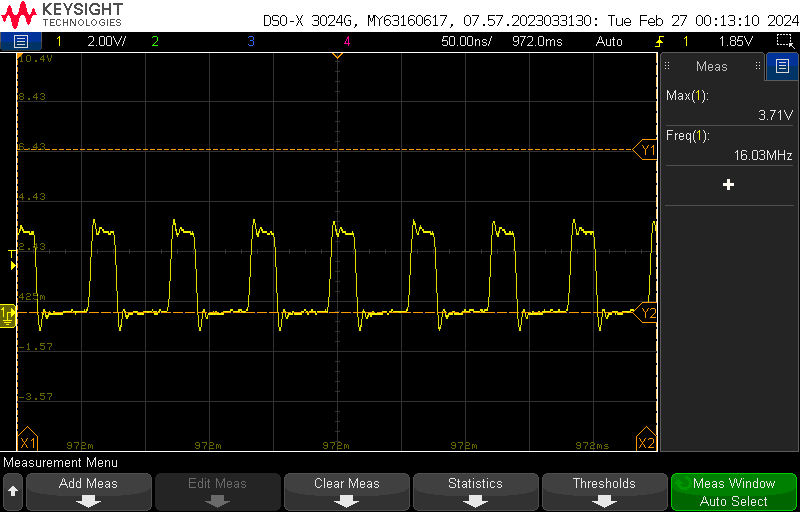 KEYSIGHT
TECHNOLOGIES
DSO-X 3024G, MY63160617, 07.57.2023033130: Tue Feb 27 00:13:10 2024
1 2.00V/ 2 3 4 50.00ns/ 972.0ms Auto 1 1.85V
10.4V
Meas
8.43
Max(1):
3.71V
Freq(1):
16.03MHz
6.43
Y1
4.43
T
2.43
425m
1
Y2
-1.57
-3.57
X1 972m 972m 972m 972m 972ms X2
Measurement Menu
Add Meas
Edit Meas
Clear Meas
Statistics
Thresholds
Meas Window
Auto Select